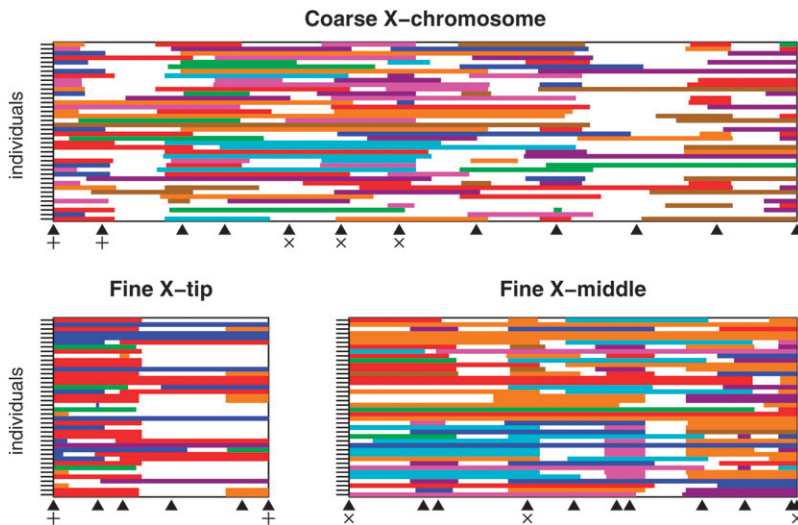 Coarse X−chromosome
individuals
Fine X−tip
Fine X−middle
individuals